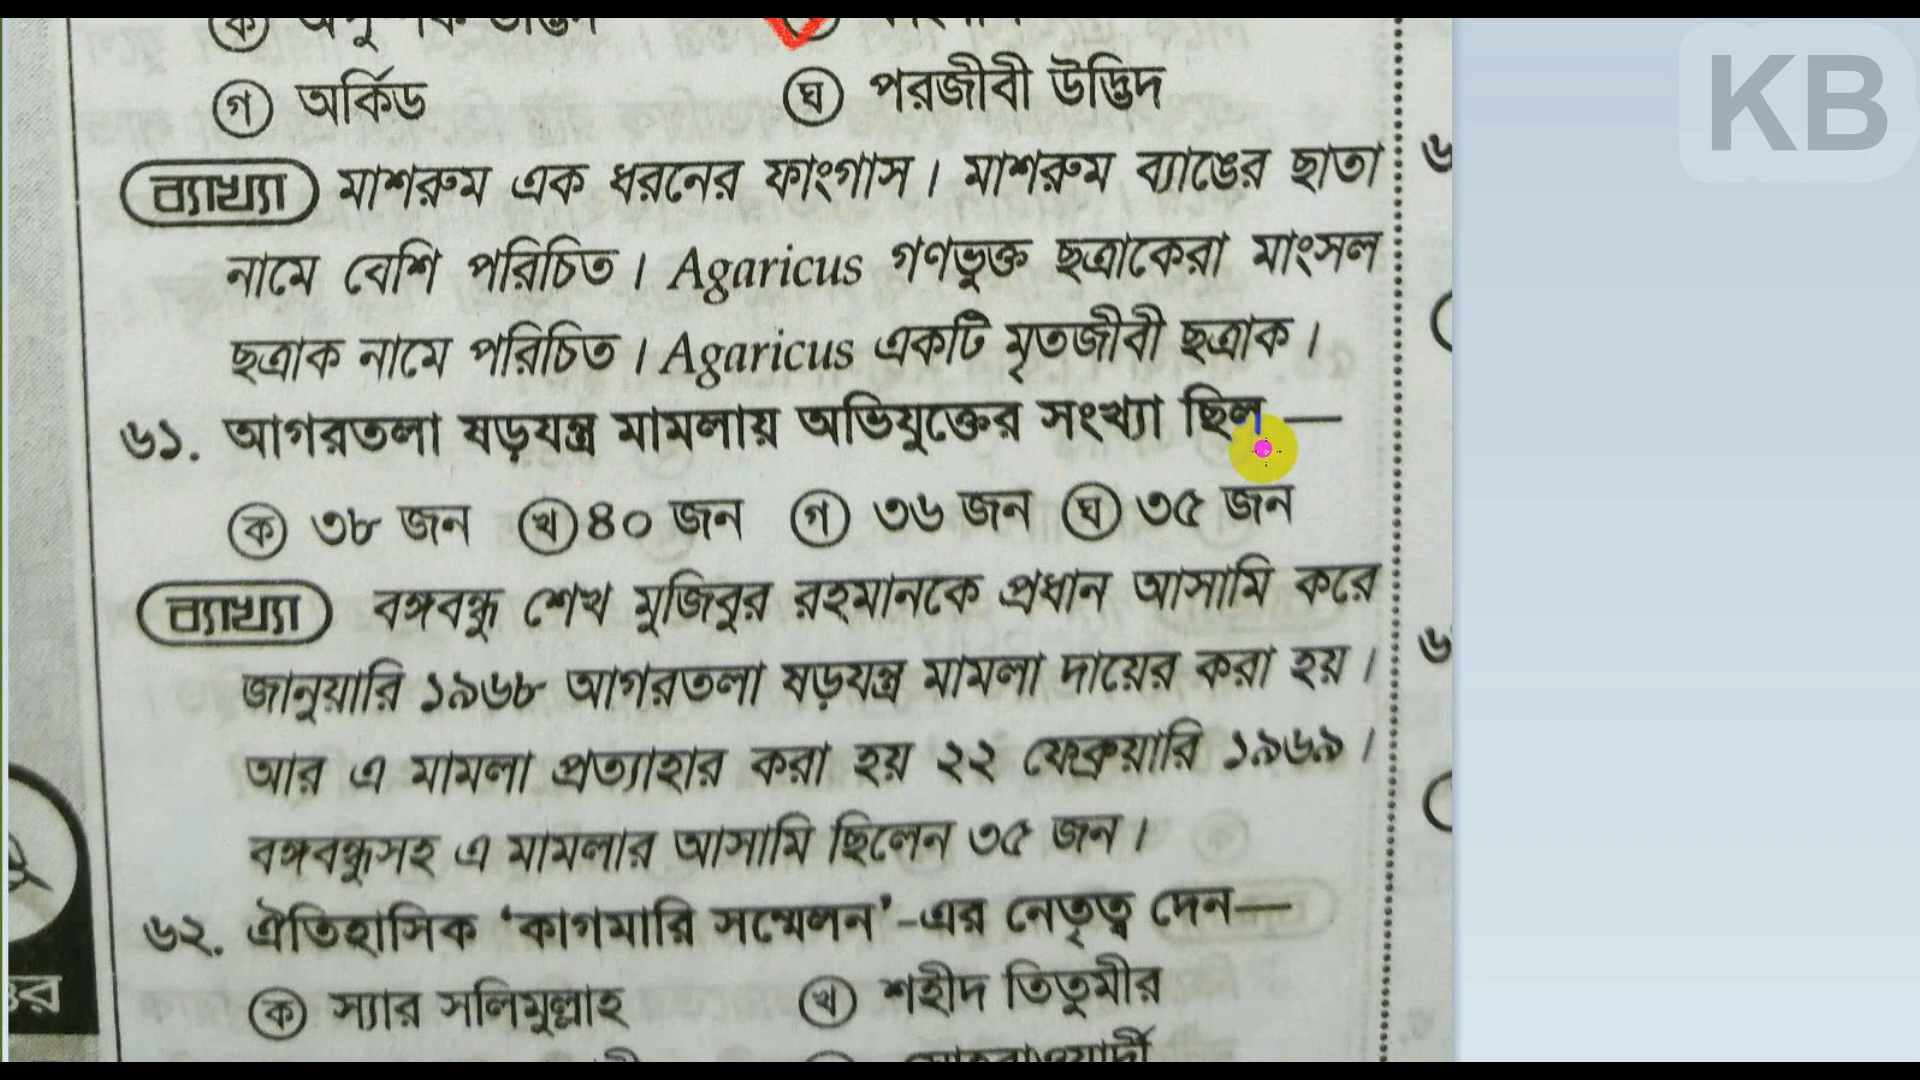 KB
গ অর্কিড ঘ পরজীবী উদ্ভিদ
ব্যাখ্যা মাশরুম এক ধরনের ফাংগাস। মাশরুম ব্যাঙের ছাতা
নামে বেশি পরিচিত। Agaricus গণভুক্ত ছত্রাকেরা মাংসল
ছত্রাক নামে পরিচিত। Agaricus একটি মৃতজীবী ছত্রাক।
৬১. আগরতলা ষড়যন্ত্র মামলায় অভিযুক্তের সংখ্যা ছিল —
ক ৩৮ জন খ ৪০ জন গ ৩৬ জন ঘ ৩৫ জন
ব্যাখ্যা বঙ্গবন্ধু শেখ মুজিবুর রহমানকে প্রধান আসামি করে
জানুয়ারি ১৯৬৮ আগরতলা ষড়যন্ত্র মামলা দায়ের করা হয়।
আর এ মামলা প্রত্যাহার করা হয় ২২ ফেব্রুয়ারি ১৯৬৯।
বঙ্গবন্ধুসহ এ মামলার আসামি ছিলেন ৩৫ জন।
৬২. ঐতিহাসিক ‘কাগমারি সম্মেলন’-এর নেতৃত্ব দেন—
ক স্যার সলিমুল্লাহ খ শহীদ তিতুমীর